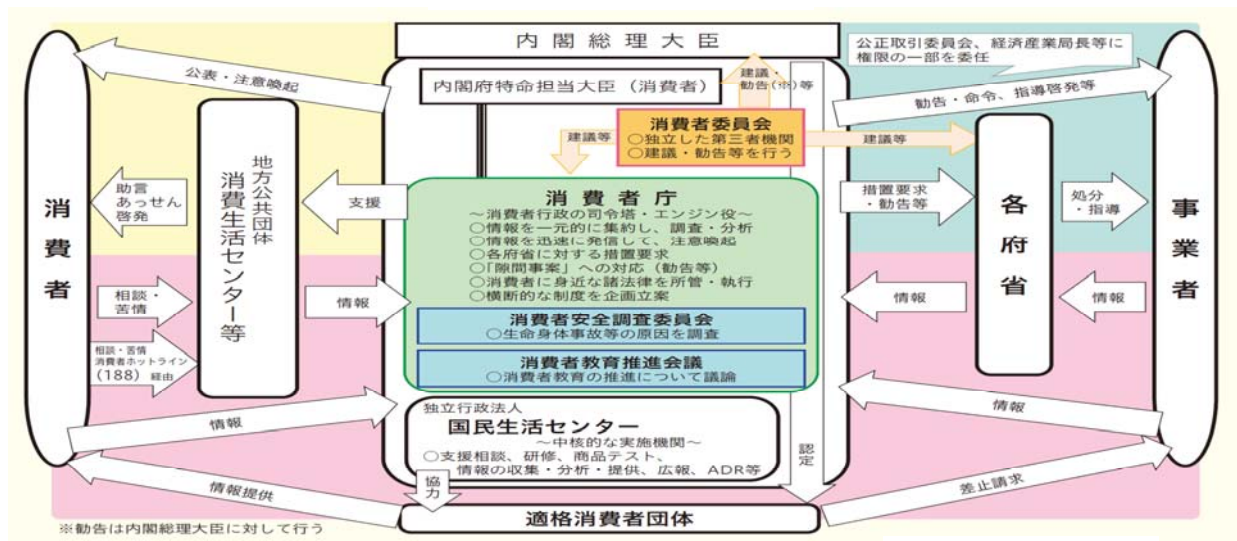 内閣総理大臣
公正取引委員会、経済産業局長等に
権限の一部を委任
公表・注意喚起
内閣府特命担当大臣（消費者）
建議・
勧告(※)等
勧告・命令、指導啓発等
消費者委員会
○独立した第三者機関
○建議・勧告等を行う
建議等
建議等
消費者
助言
あっせん
啓発
地方公共団体
消費生活センター等
支援
消費者庁
～消費者行政の司令塔・エンジン役～
○情報を一元的に集約し、調査・分析
○情報を迅速に発信して、注意喚起
○各府省に対する措置要求
○「隙間事案」への対応（勧告等）
○消費者に身近な諸法律を所管・執行
○横断的な制度を企画立案
措置要求
・勧告等
各府省
処分
・指導
事業者
相談・
苦情
情報
情報
情報
消費者安全調査委員会
○生命身体事故等の原因を調査
相談・苦情
消費者ホットライン
（188）経由
消費者教育推進会議
○消費者教育の推進について議論
情報
独立行政法人
国民生活センター
～中核的な実施機関～
○支援相談、研修、商品テスト、
情報の収集・分析・提供、広報、ADR等
情報
認定
協力
情報提供
差止請求
適格消費者団体
※勧告は内閣総理大臣に対して行う